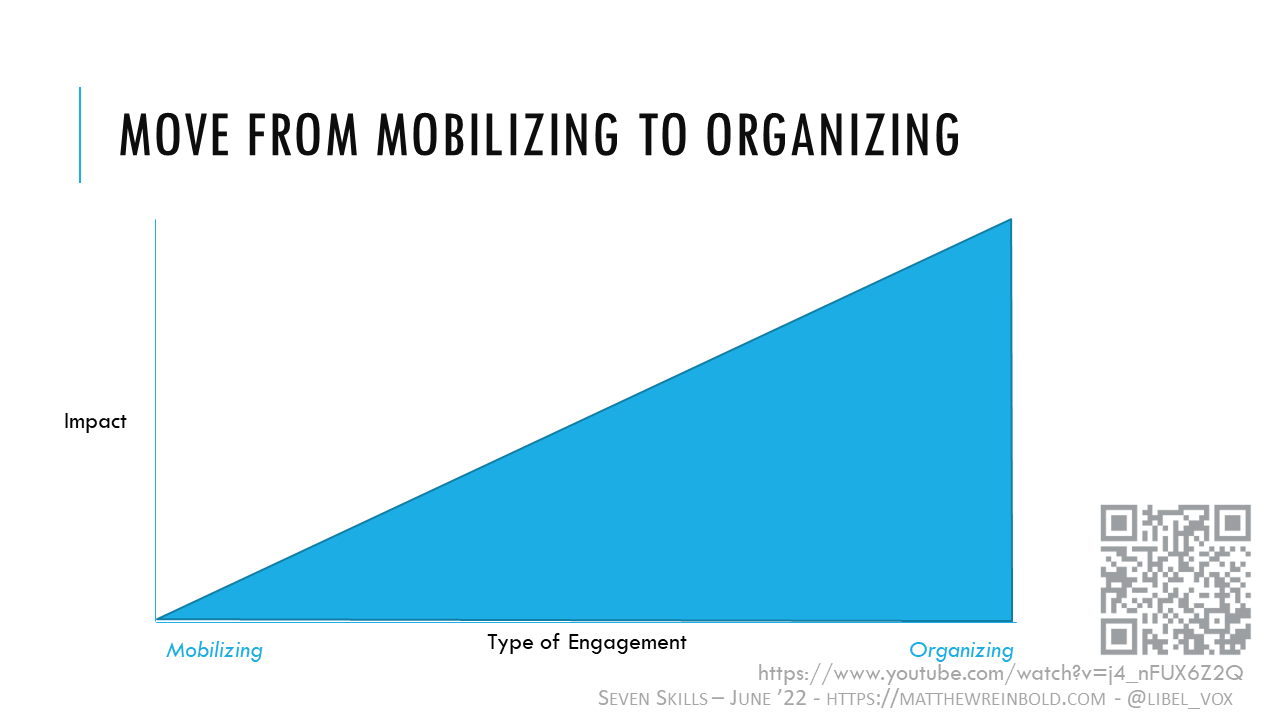 MOVE FROM MOBILIZING TO ORGANIZING
Impact
Mobilizing
Type of Engagement
Organizing
https://www.youtube.com/watch?v=j4_nFUX6Z2Q
SEVEN SKILLS – JUNE ’22 - HTTPS://MATTHEWREINBOLD.COM - @LIBEL_VOX